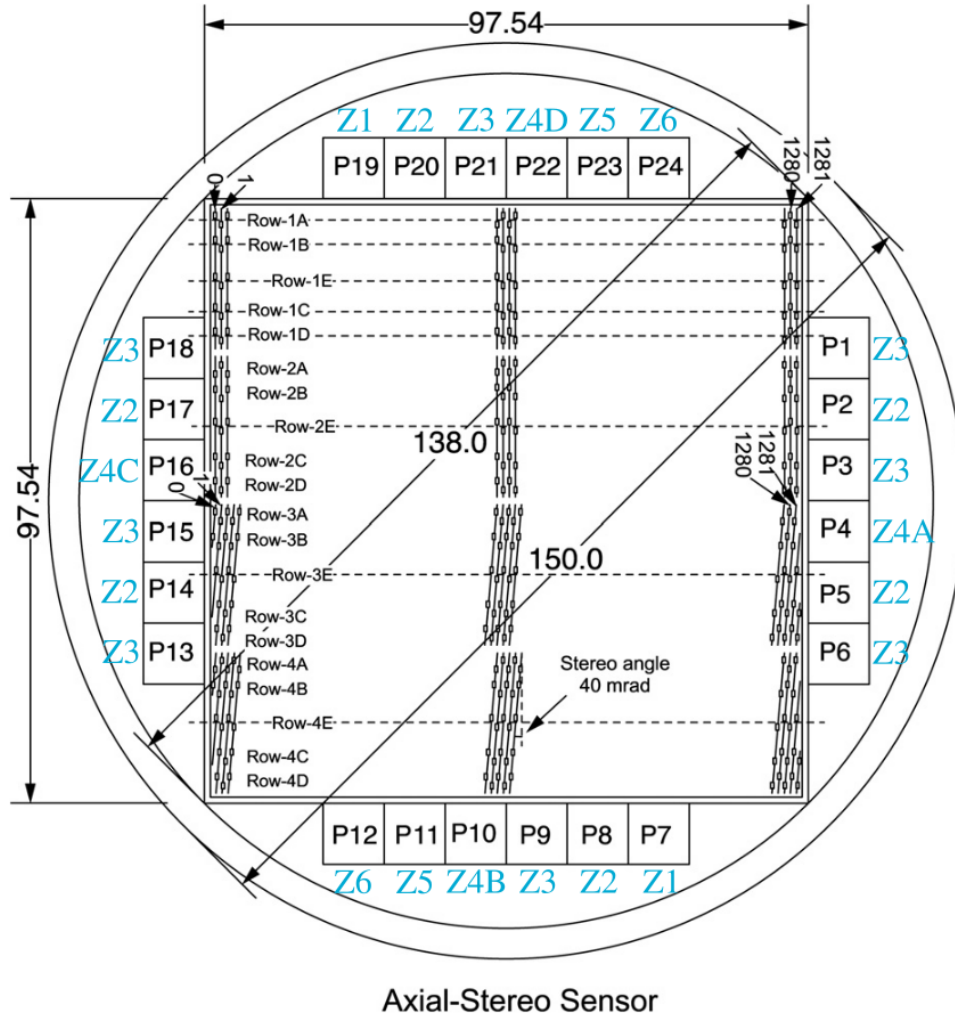 97.54
Z1 Z2 Z3 Z4D Z5 Z6
P19 P20 P21 P22 P23 P24
0 1 1280 1281
Row-1A
Row-1B
Row-1E
Row-1C
Row-1D
Z3 P18 P1 Z3
Row-2A
Row-2B
Z2 P17 P2 Z2
Row-2E
138.0
97.54
Z4C P16 Row-2C P3 Z3
0 1 Row-2D 1280 1281
Row-3A
Z3 P15 Row-3B P4 Z4A
150.0
Row-3E
Z2 P14 P5 Z2
Row-3C
Row-3D
Z3 P13 P6 Z3
Row-4A
Row-4B
Stereo angle
40 mrad
Row-4E
Row-4C
Row-4D
P12 P11 P10 P9 P8 P7
Z6 Z5 Z4B Z3 Z2 Z1
Axial-Stereo Sensor